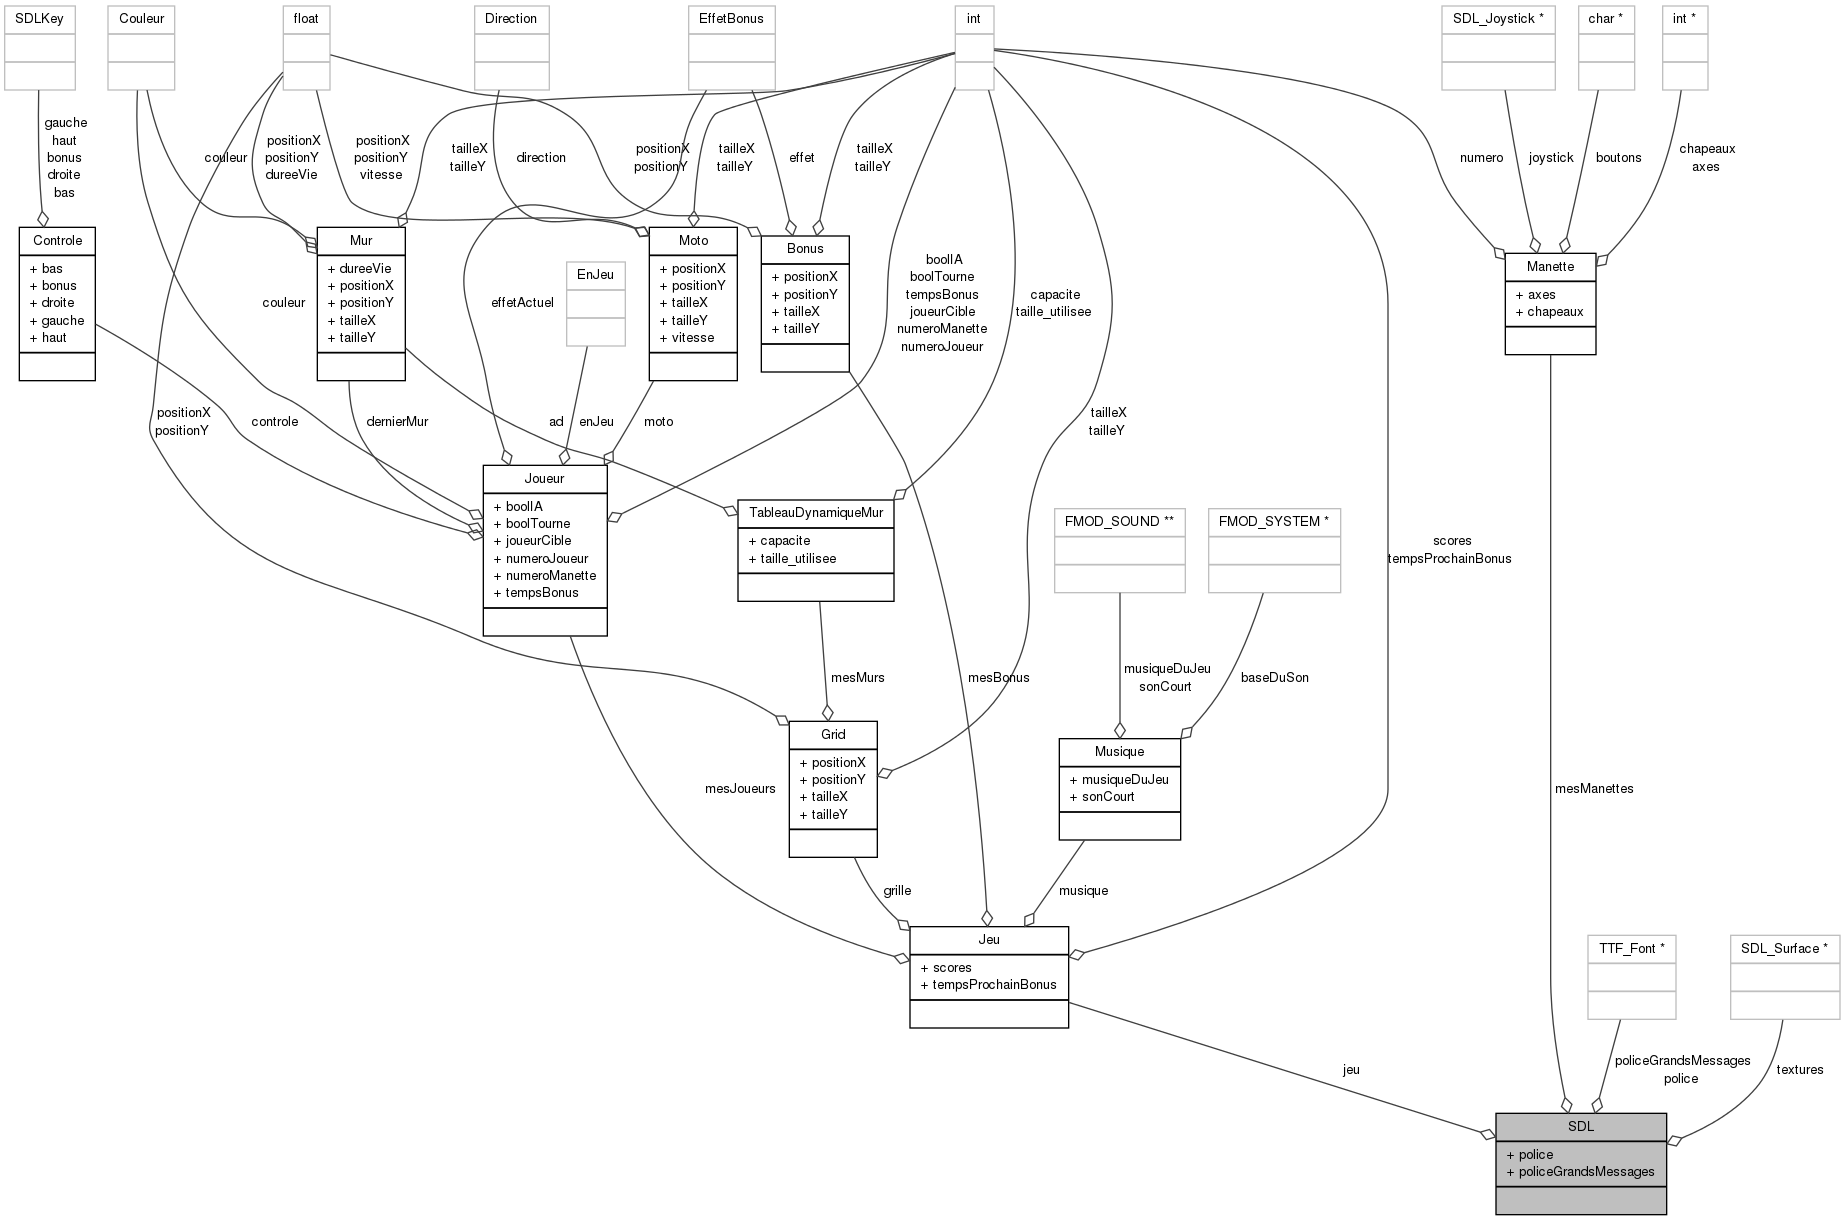 SDLKey
Couleur
float
Direction
EffetBonus
int
SDL_Joystick *
char *
int *
gauche
haut
bonus
droite
bas
couleur
positionX
positionY
dureeVie
positionX
positionY
vitesse
tailleX
tailleY
direction
positionX
positionY
tailleX
tailleY
effet
tailleX
tailleY
numero
joystick
boutons
chapeaux
axes
Controle
+ bas
+ bonus
+ droite
+ gauche
+ haut
Mur
+ dureeVie
+ positionX
+ positionY
+ tailleX
+ tailleY
Moto
+ positionX
+ positionY
+ tailleX
+ tailleY
+ vitesse
Bonus
+ positionX
+ positionY
+ tailleX
+ tailleY
Manette
+ axes
+ chapeaux
EnJeu
couleur
effetActuel
boolIA
boolTourne
tempsBonus
joueurCible
numeroManette
numeroJoueur
capacite
taille_utilisee
positionX
positionY
controle
dernierMur
ad
enJeu
moto
tailleX
tailleY
Joueur
+ boolIA
+ boolTourne
+ joueurCible
+ numeroJoueur
+ numeroManette
+ tempsBonus
TableauDynamiqueMur
+ capacite
+ taille_utilisee
FMOD_SOUND **
FMOD_SYSTEM *
scores
tempsProchainBonus
mesMurs
mesBonus
musiqueDuJeu
sonCourt
baseDuSon
Grid
+ positionX
+ positionY
+ tailleX
+ tailleY
Musique
+ musiqueDuJeu
+ sonCourt
mesJoueurs
mesManettes
grille
musique
Jeu
+ scores
+ tempsProchainBonus
TTF_Font *
SDL_Surface *
jeu
policeGrandsMessages
police
textures
SDL
+ police
+ policeGrandsMessages